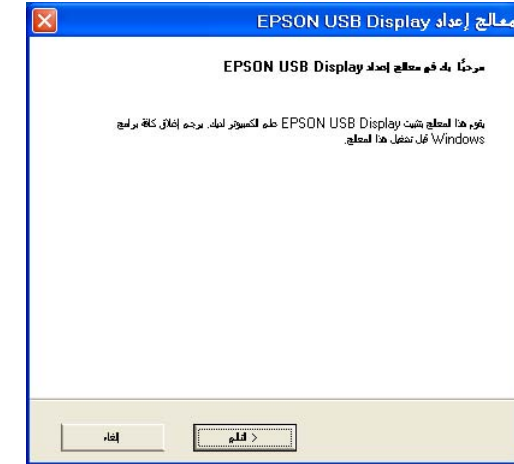 معالج إعداد EPSON USB Display
مرحبًا بك في معالج إعداد EPSON USB Display
يقوم هذا المعالج بتثبيت EPSON USB Display على الكمبيوتر لديك. يرجى إغلاق كافة برامج
Windows قبل تشغيل هذا المعالج.
التالي >
إلغاء